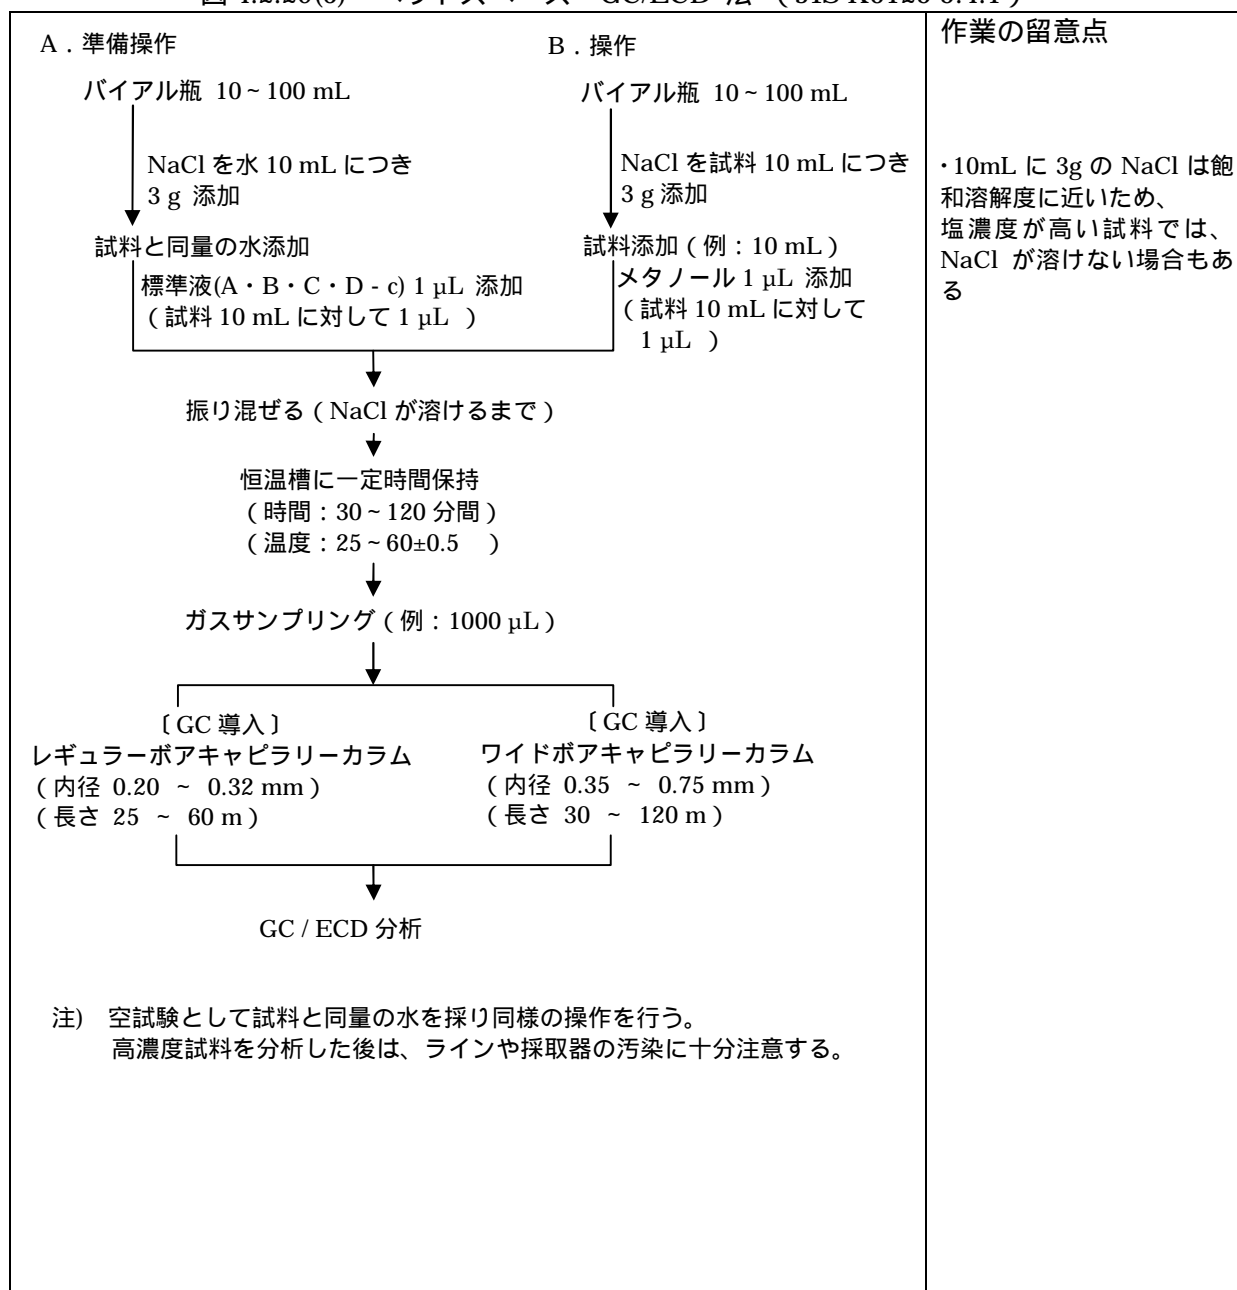 A．準備操作
バイアル瓶 10~100 mL
NaCl を水 10 mL につき
3 g 添加
試料と同量の水添加
標準液(A・B・C・D - c) 1 µL 添加
（試料 10 mL に対して 1 µL ）
B．操作
バイアル瓶 10~100 mL
NaCl を試料 10 mL につき
3 g 添加
試料添加（例：10 mL）
メタノール 1 µL 添加
（試料 10 mL に対して
1 µL ）
振り混ぜる（NaCl が溶けるまで）
恒温槽に一定時間保持
（時間：30~120 分間）
（温度：25~60±0.5 ）
ガスサンプリング（例：1000 µL）
〔GC 導入〕
レギュラーボアキャピラリーカラム
（内径 0.20 ~ 0.32 mm）
（長さ 25 ~ 60 m）
〔GC 導入〕
ワイドボアキャピラリーカラム
（内径 0.35 ~ 0.75 mm）
（長さ 30 ~ 120 m）
GC / ECD 分析
注) 空試験として試料と同量の水を採り同様の操作を行う。
高濃度試料を分析した後は、ラインや採取器の汚染に十分注意する。
作業の留意点
・10mL に 3g の NaCl は飽
和溶解度に近いため、
塩濃度が高い試料では、
NaCl が溶けない場合もあ
る